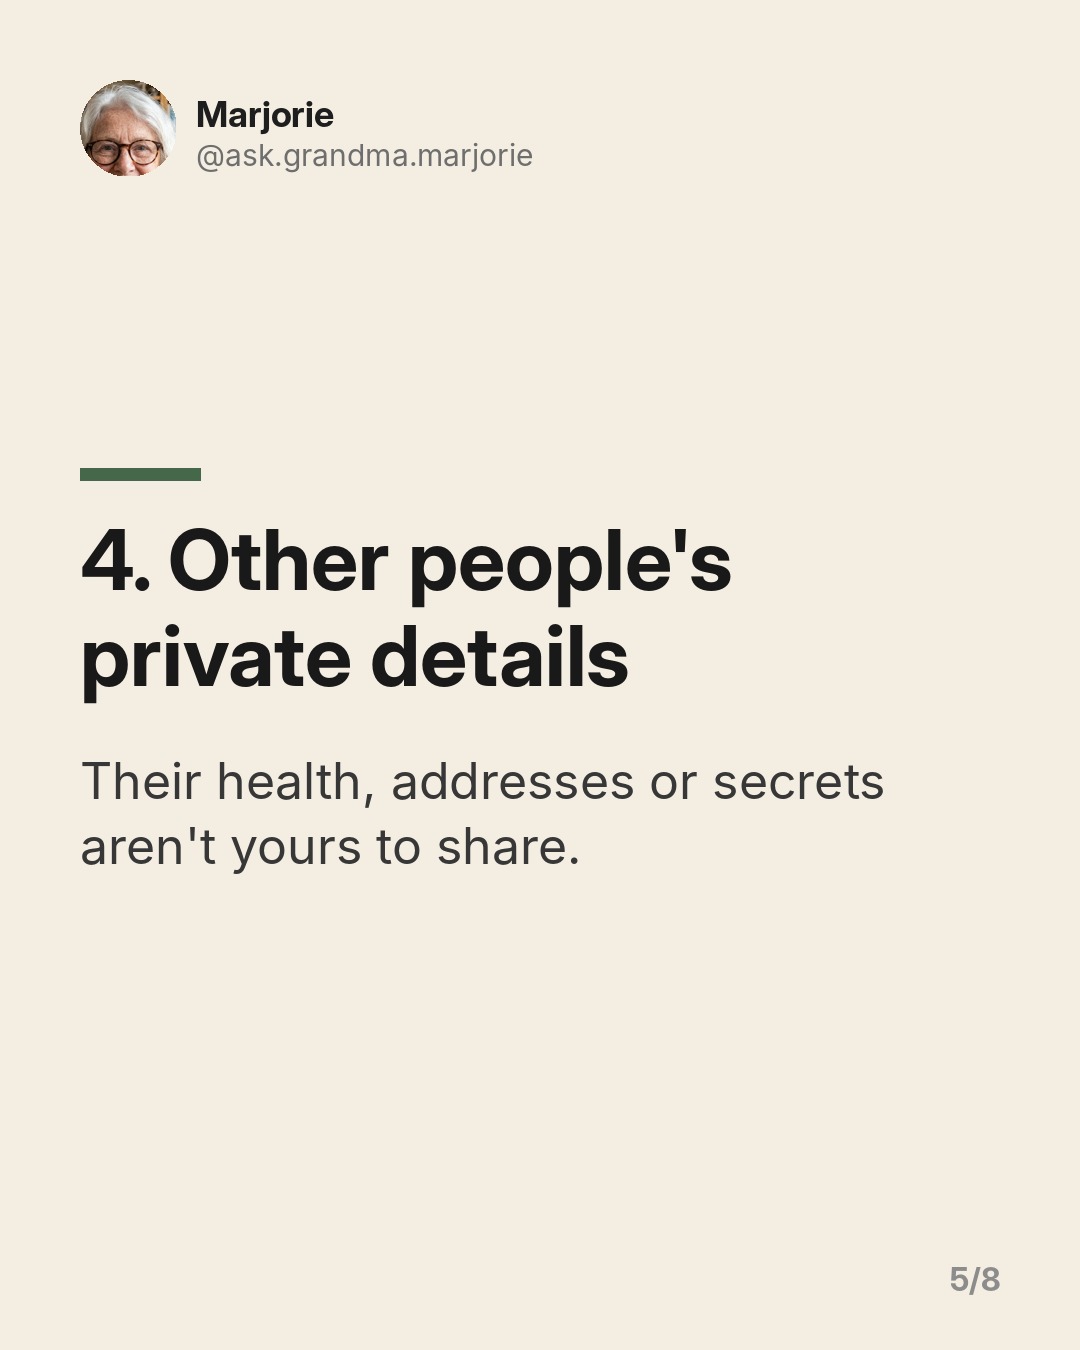 Marjorie
@ask.grandma.marjorie
4. Other people's
private details
Their health, addresses or secrets
aren't yours to share.
5/8